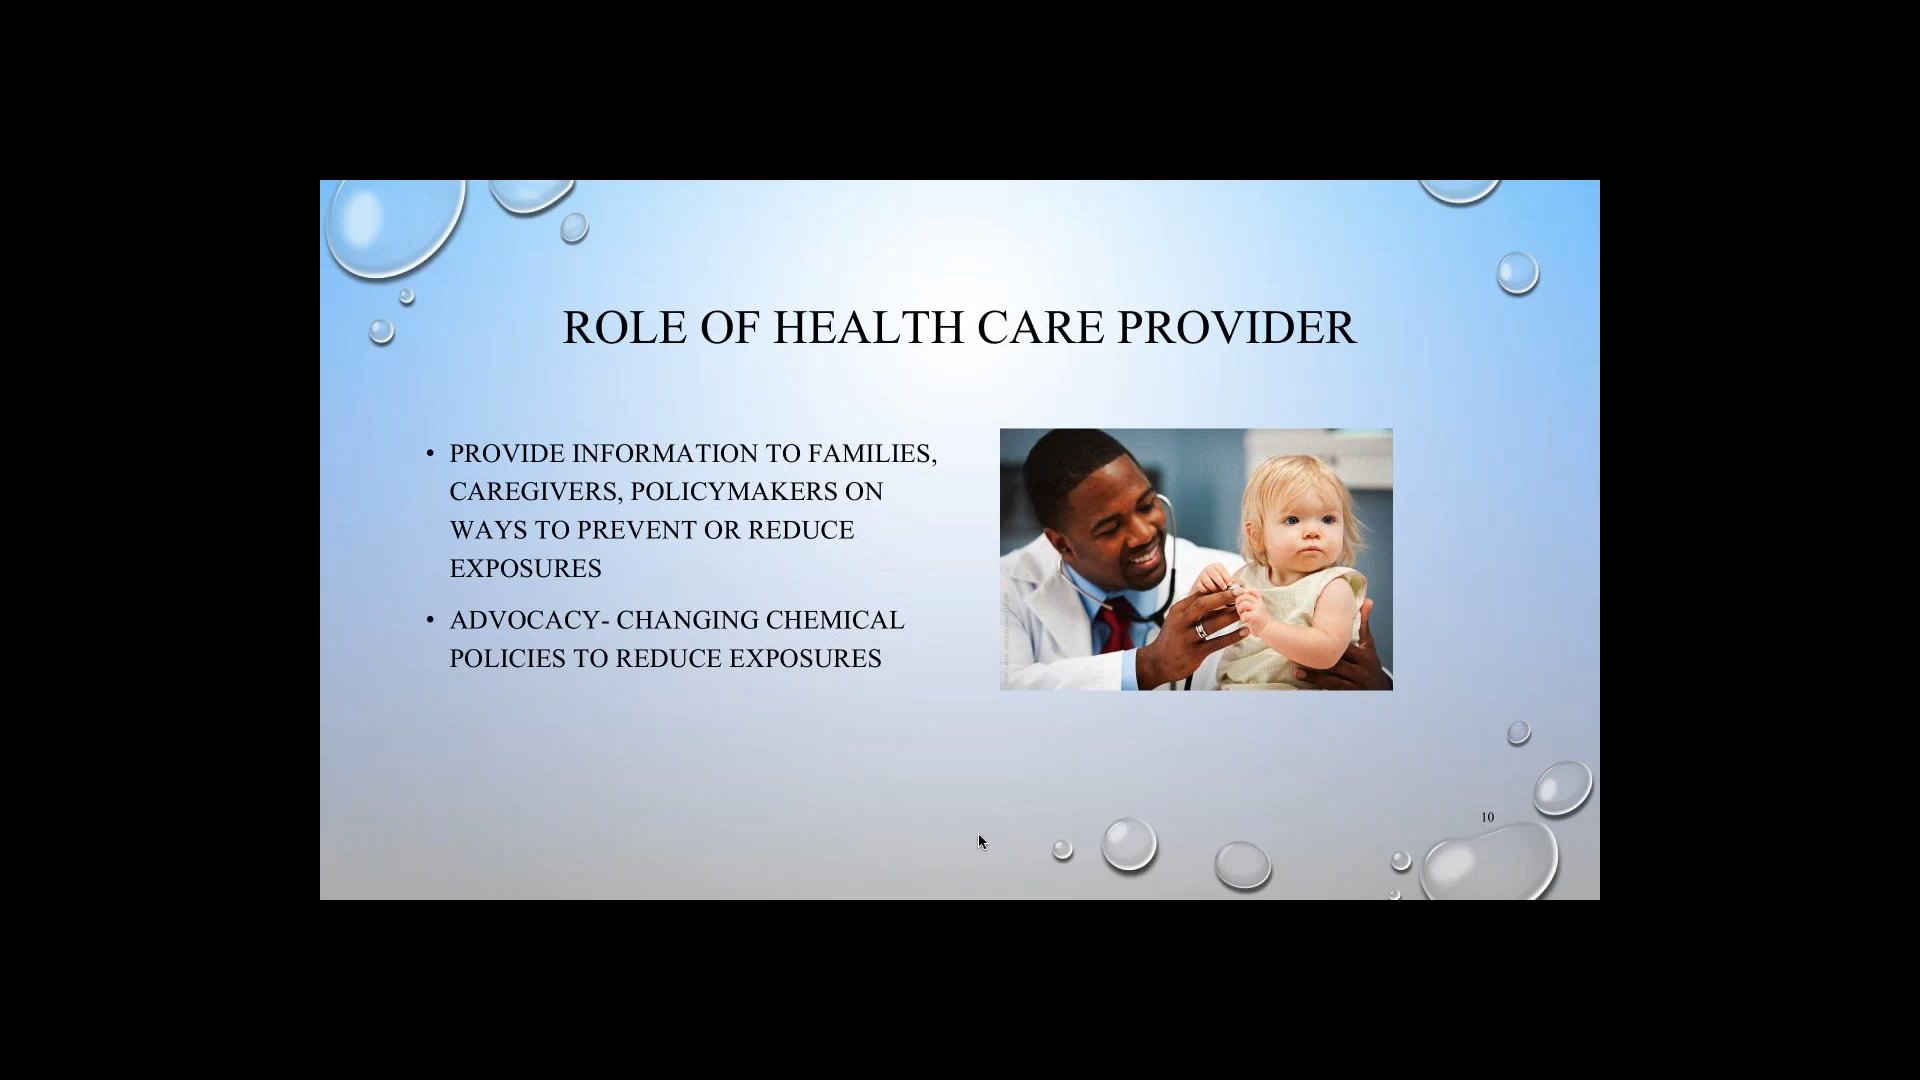 ROLE OF HEALTH CARE PROVIDER
• PROVIDE INFORMATION TO FAMILIES,
CAREGIVERS, POLICYMAKERS ON
WAYS TO PREVENT OR REDUCE
EXPOSURES
• ADVOCACY- CHANGING CHEMICAL
POLICIES TO REDUCE EXPOSURES
10